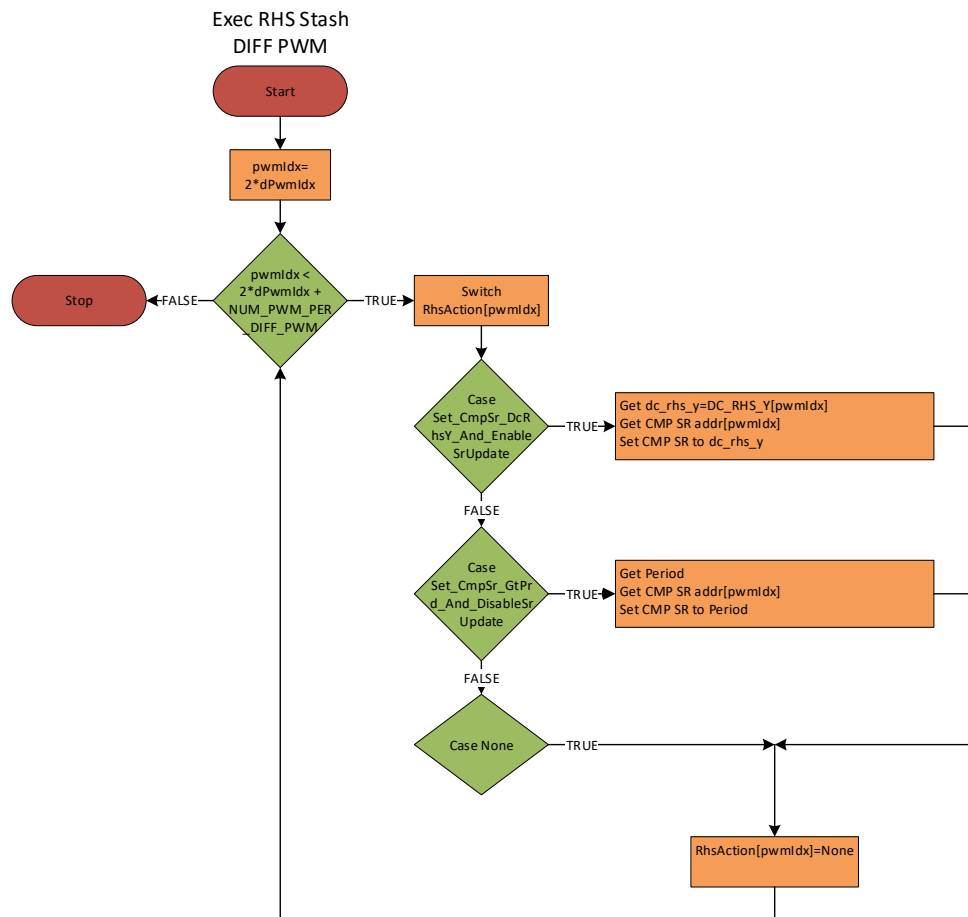 Exec RHS Stash
DIFF PWM
Start
pwmIdx=
2*dPwmIdx
pwmIdx <
2*dPwmIdx +
NUM_PWM_PER
_DIFF_PWM
FALSE
Stop
TRUE
Switch
RhsAction[pwmIdx]
Case
Set_CmpSr_DcR
hsY_And_Enable
SrUpdate
TRUE
Get dc_rhs_y=DC_RHS_Y[pwmIdx]
Get CMP SR addr[pwmIdx]
Set CMP SR to dc_rhs_y
FALSE
Case
Set_CmpSr_GtPr
d_And_DisableSr
Update
TRUE
Get Period
Get CMP SR addr[pwmIdx]
Set CMP SR to Period
FALSE
Case None
TRUE
RhsAction[pwmIdx]=None